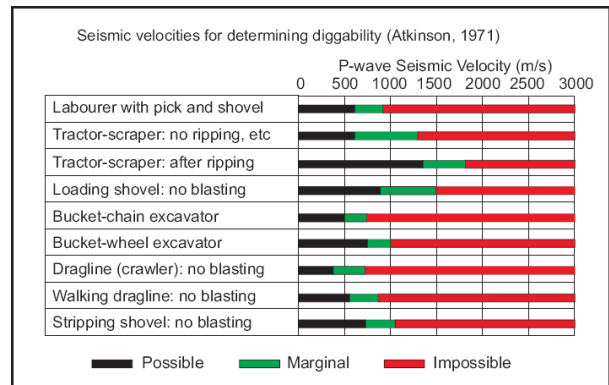 Seismic velocities for determining diggability (Atkinson, 1971)
P-wave Seismic Velocity (m/s)
0 500 1000 1500 2000 2500 3000
Labourer with pick and shovel
Tractor-scraper: no ripping, etc
Tractor-scraper: after ripping
Loading shovel: no blasting
Bucket-chain excavator
Bucket-wheel excavator
Dragline (crawler): no blasting
Walking dragline: no blasting
Stripping shovel: no blasting
Possible Marginal Impossible